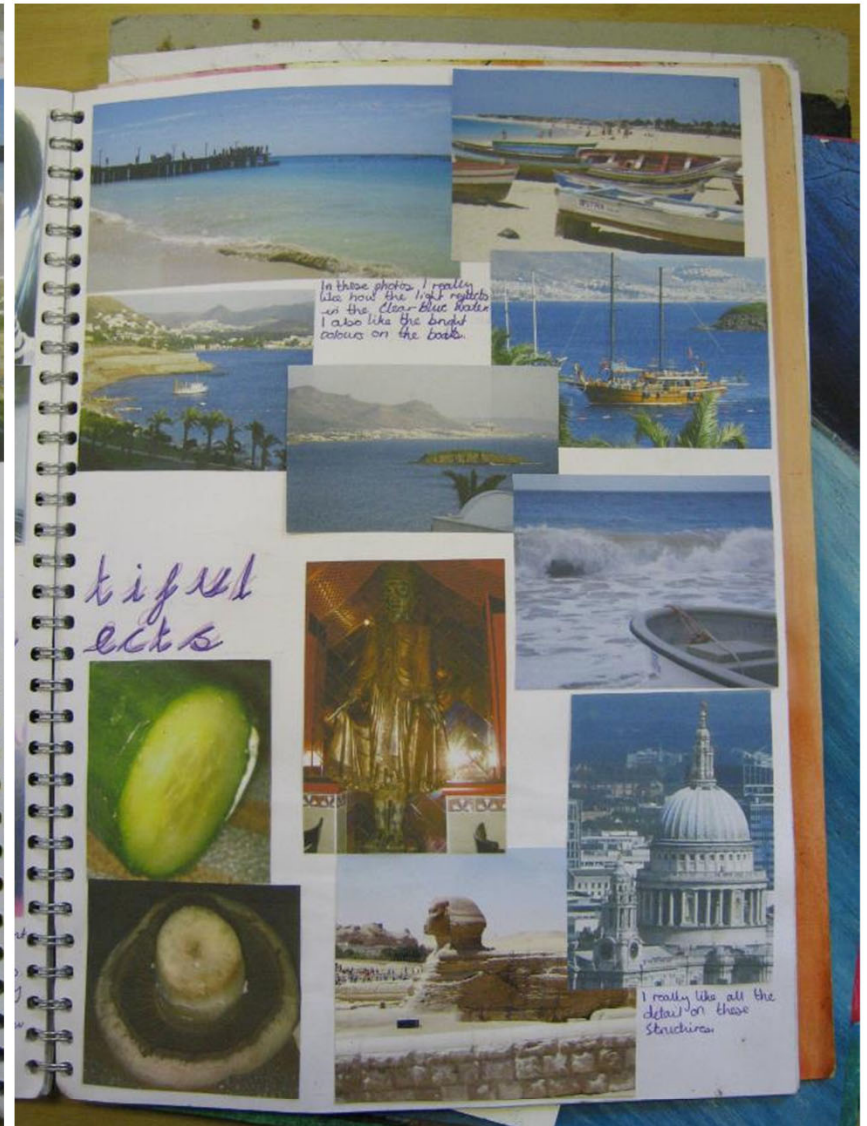 In these photos I really
like how the light reflects
in the clear blue water
I also like the bright
colours on the boats.
tiful
ects
I really like all the
detail on these
structures.